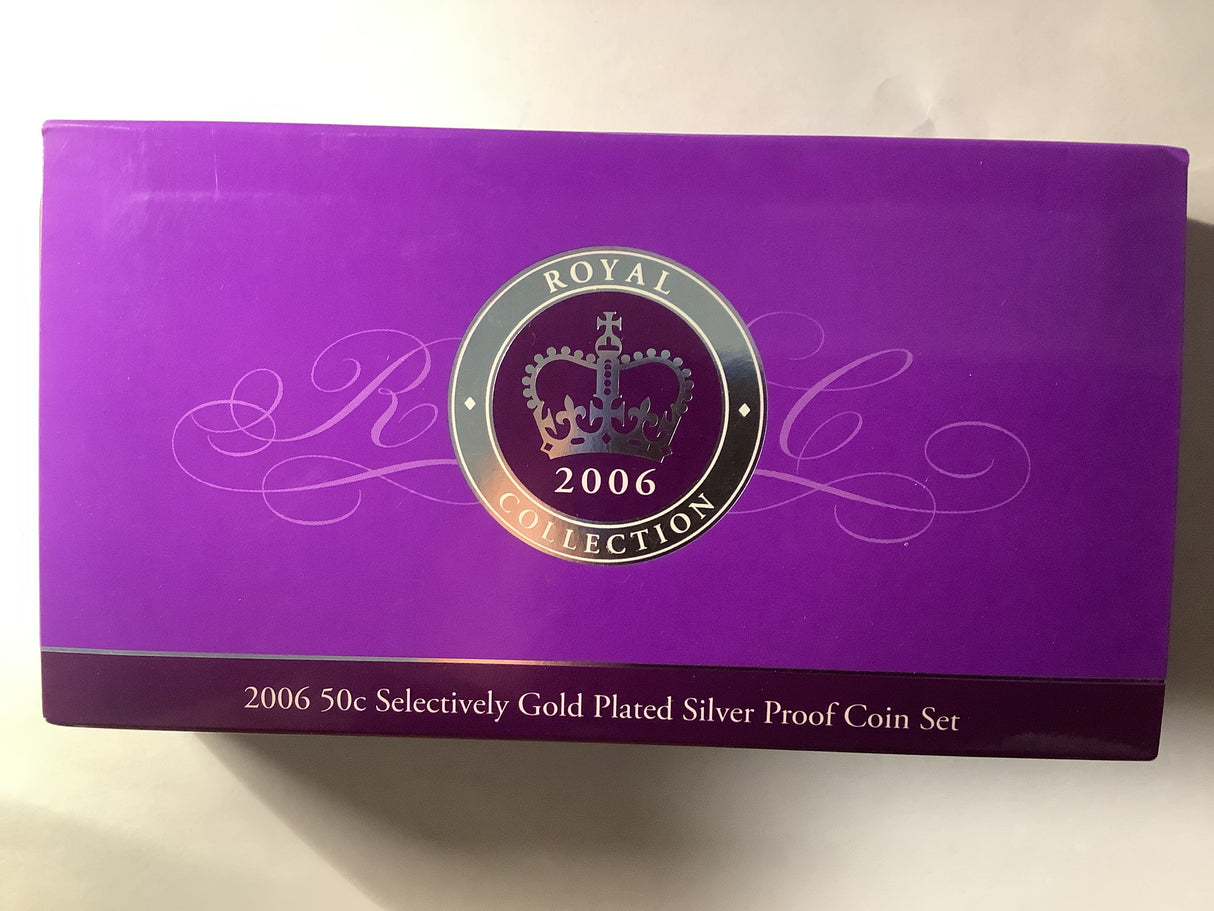 ROYAL
R C
2006
COLLECTION
2006 50c Selectively Gold Plated Silver Proof Coin Set